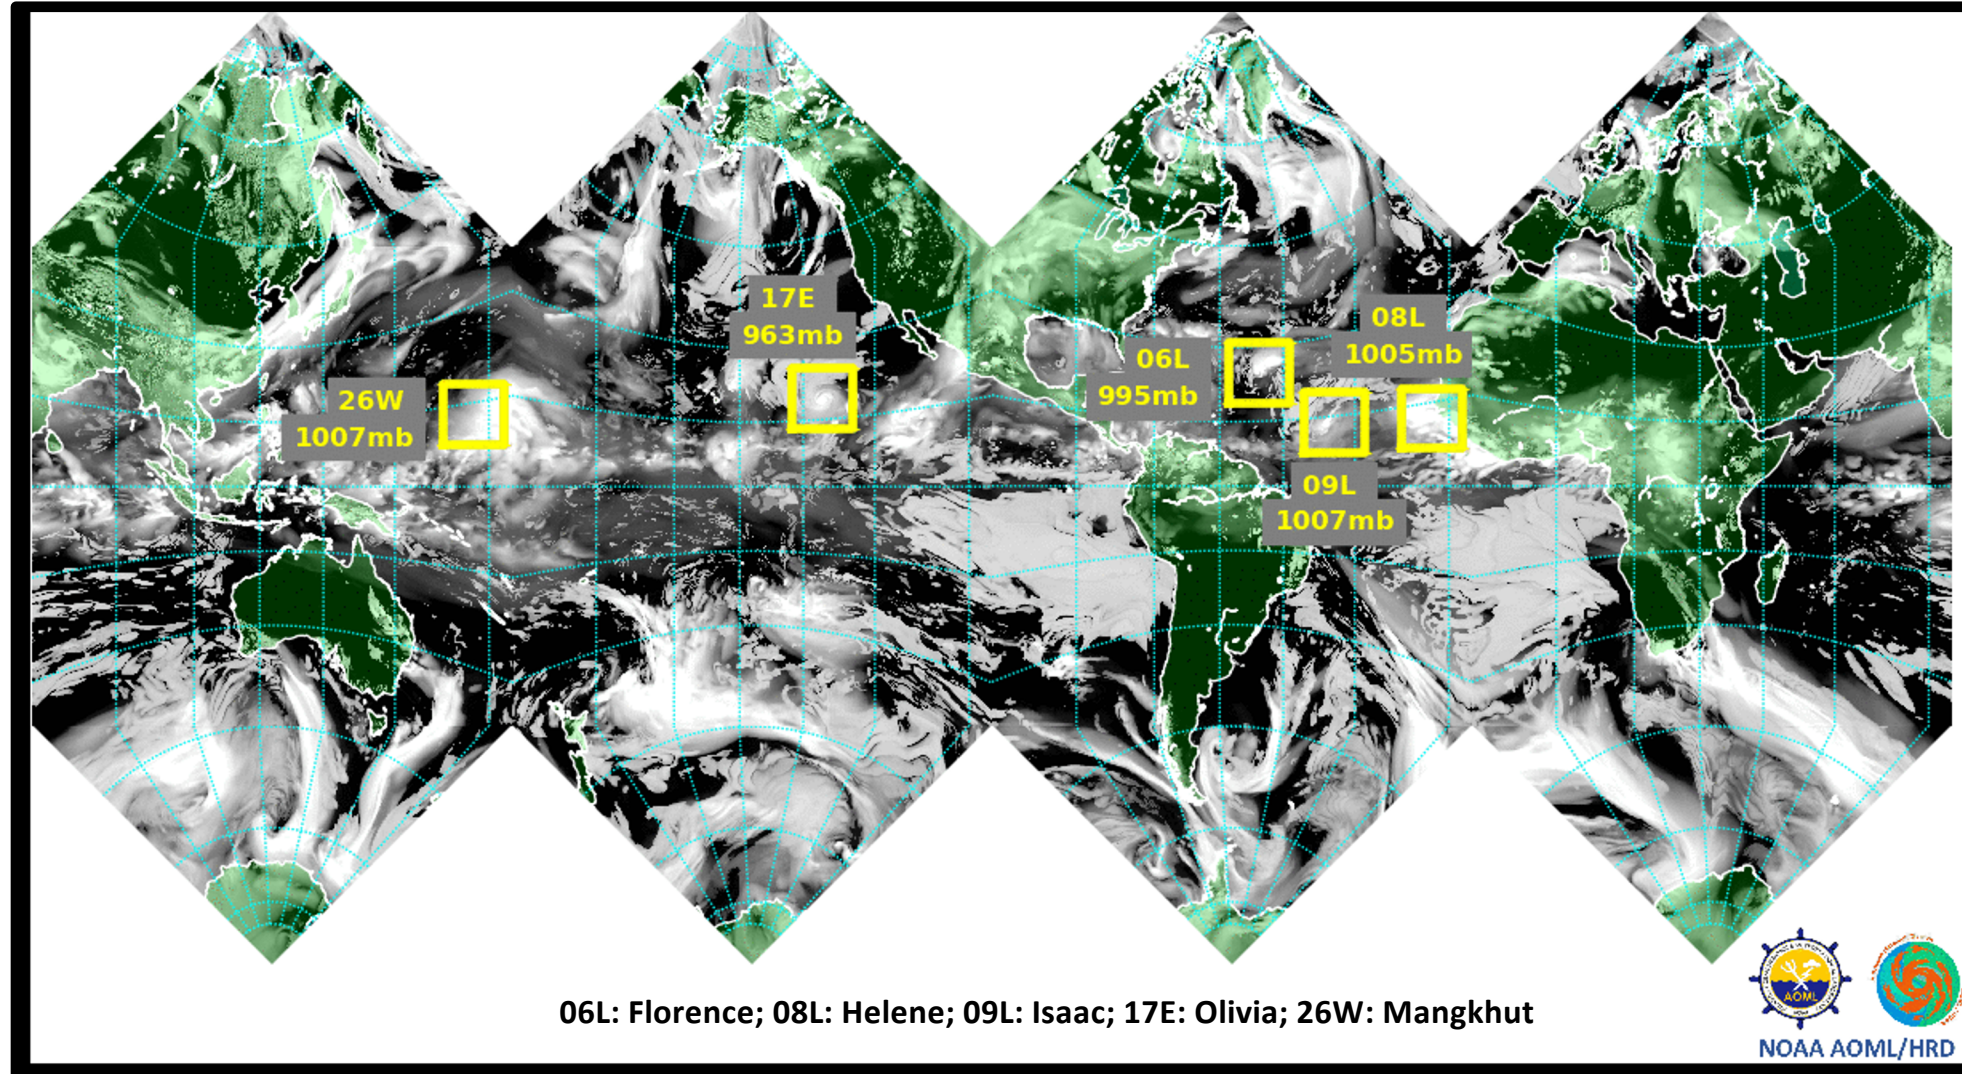 17E
963mb
08L
1005mb
06L
995mb
26W
1007mb
09L
1007mb
06L: Florence; 08L: Helene; 09L: Isaac; 17E: Olivia; 26W: Mangkhut
AOML
NOAA AOML/HRD